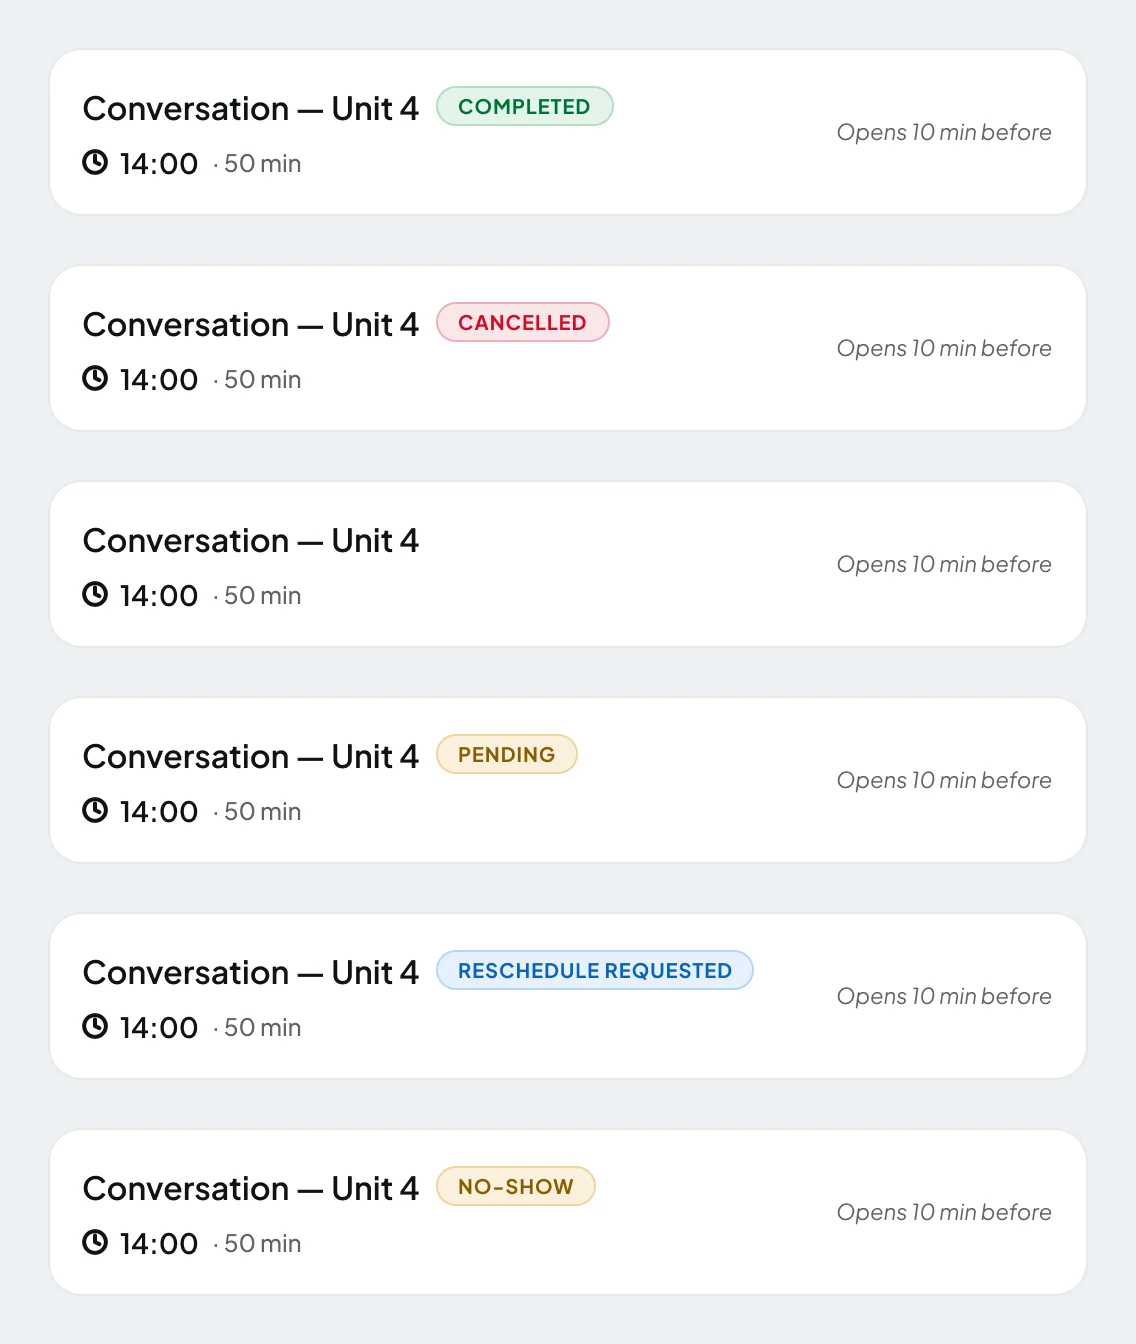 Conversation — Unit 4 COMPLETED
Opens 10 min before
14:00 · 50 min
Conversation — Unit 4 CANCELLED
Opens 10 min before
14:00 · 50 min
Conversation — Unit 4
Opens 10 min before
14:00 · 50 min
Conversation — Unit 4 PENDING
Opens 10 min before
14:00 · 50 min
Conversation — Unit 4 RESCHEDULE REQUESTED
Opens 10 min before
14:00 · 50 min
Conversation — Unit 4 NO-SHOW
Opens 10 min before
14:00 · 50 min